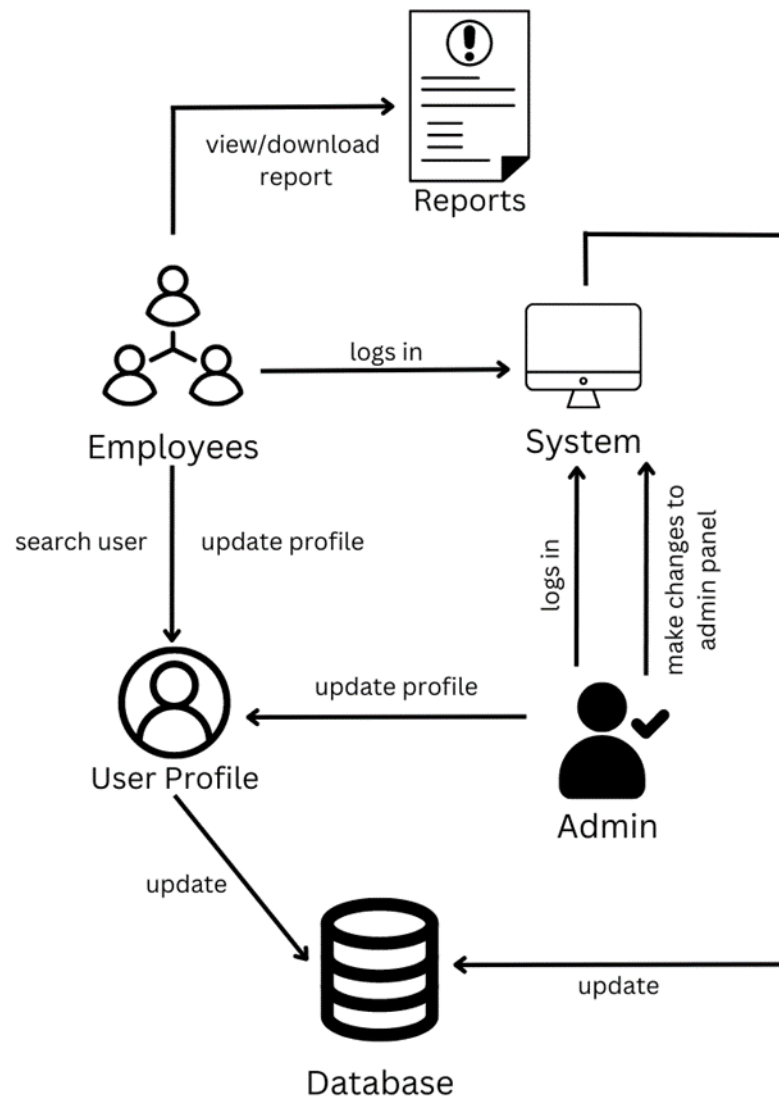 view/download
report
Reports
logs in
Employees
System
search user
update profile
logs in
make changes to
admin panel
update profile
User Profile
Admin
update
update
Database